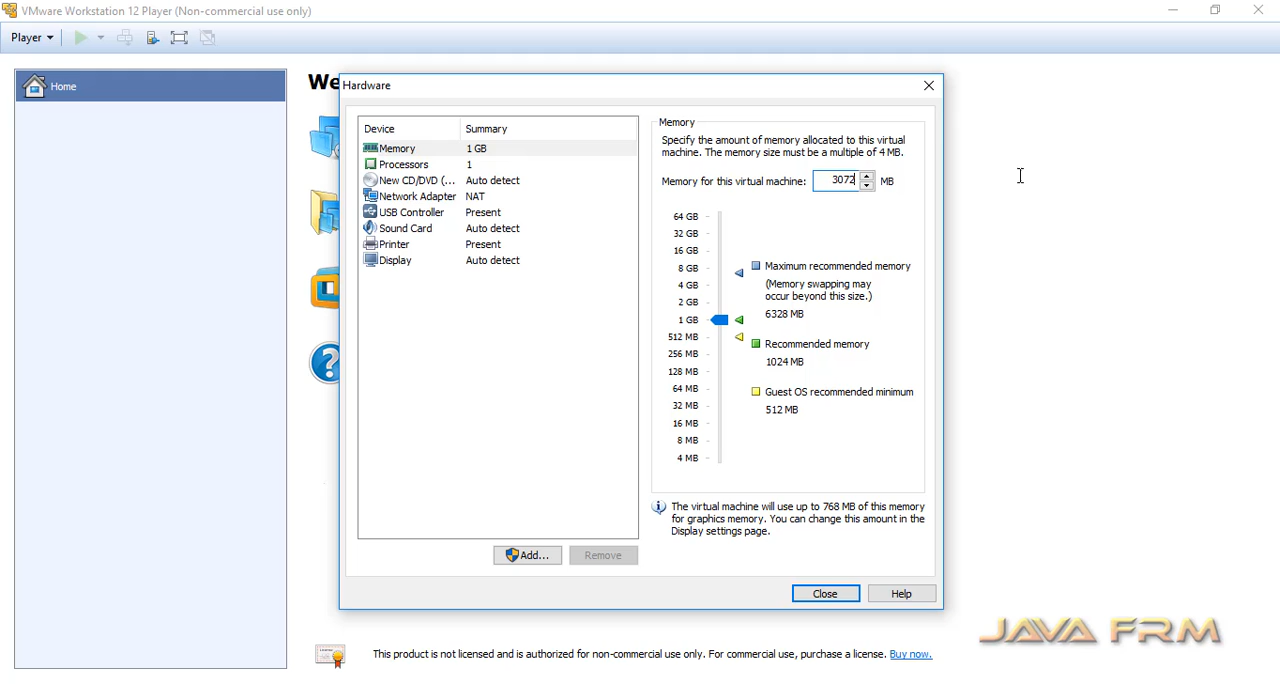 VMware Workstation 12 Player (Non-commercial use only)
Player
Home
We
Hardware
Device Summary
Memory 1 GB
Processors 1
New CD/DVD (... Auto detect
Network Adapter NAT
USB Controller Present
Sound Card Auto detect
Printer Present
Display Auto detect
Add...
Remove
Memory
Specify the amount of memory allocated to this virtual
machine. The memory size must be a multiple of 4 MB.
Memory for this virtual machine: 3072 MB
64 GB
32 GB
16 GB
8 GB
4 GB
2 GB
1 GB
512 MB
256 MB
128 MB
64 MB
32 MB
16 MB
8 MB
4 MB
Maximum recommended memory
(Memory swapping may
occur beyond this size.)
6328 MB
Recommended memory
1024 MB
Guest OS recommended minimum
512 MB
The virtual machine will use up to 768 MB of this memory
for graphics memory. You can change this amount in the
Display settings page.
Close
Help
This product is not licensed and is authorized for non-commercial use only. For commercial use, purchase a license. Buy now.
JAVA FRM